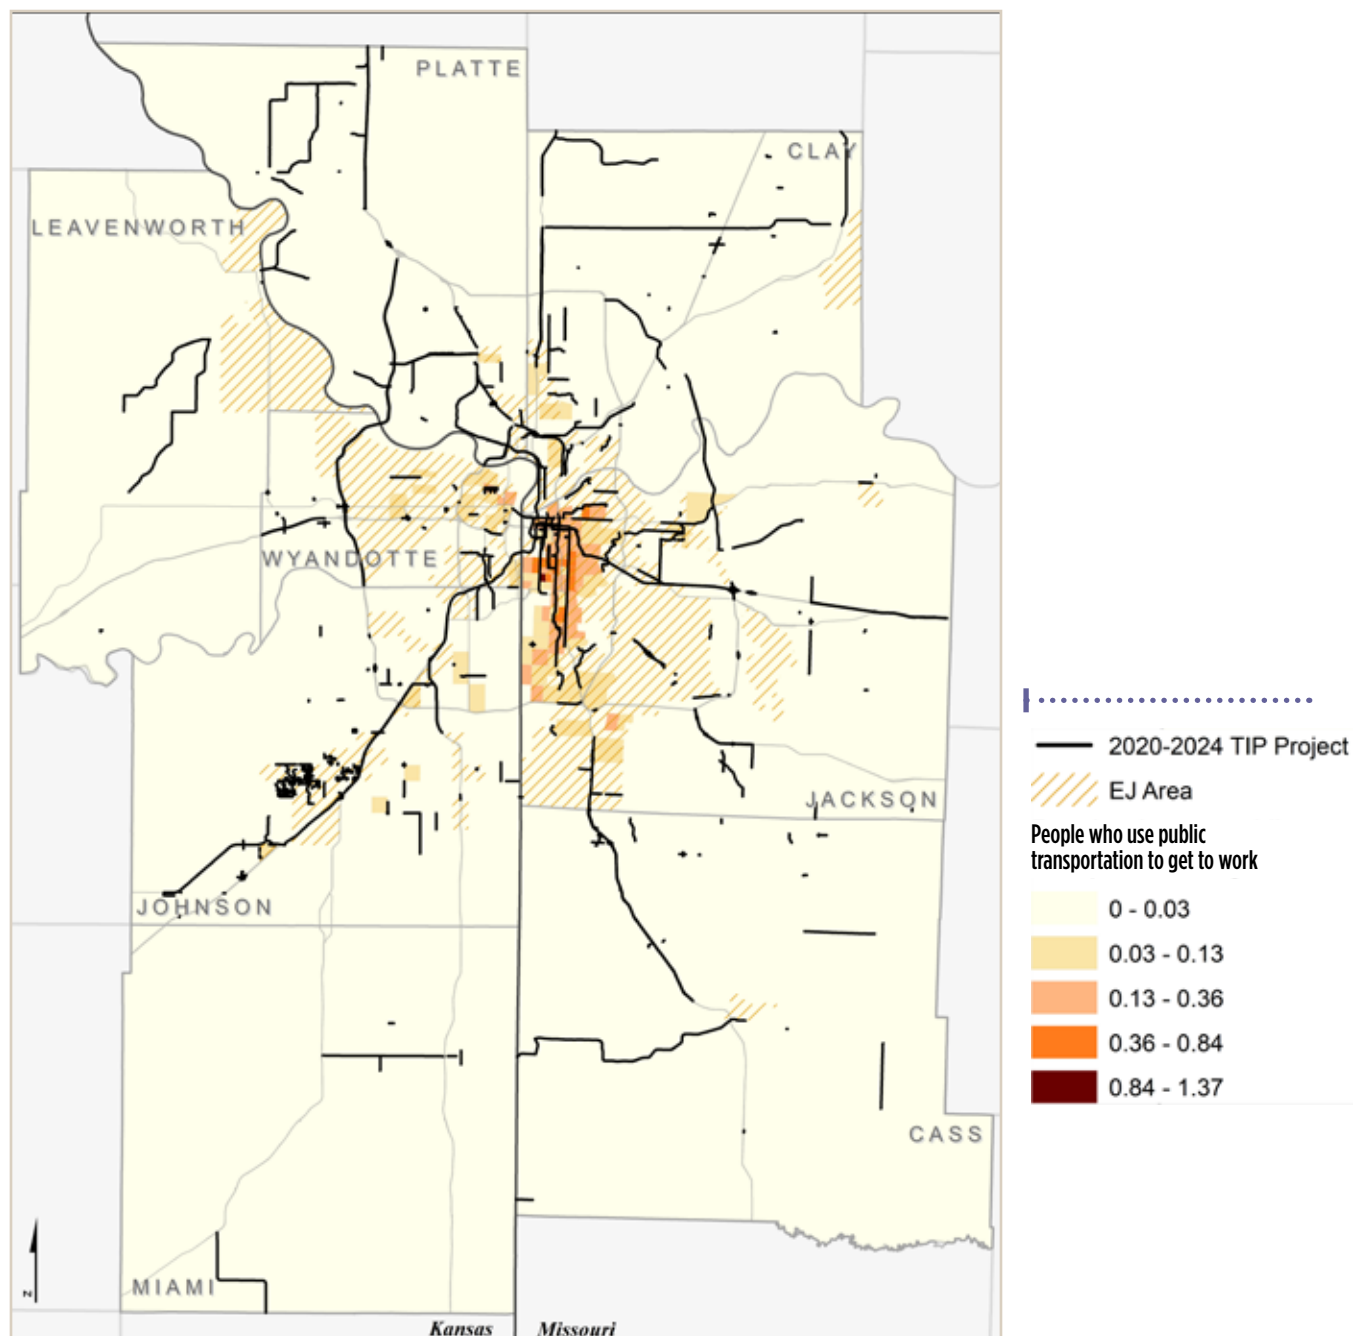 PLATTE
CLAY
LEAVENWORTH
WYANDOTTE
JACKSON
JOHNSON
CASS
MIAMI
N
Kansas Missouri
2020-2024 TIP Project
EJ Area
People who use public
transportation to get to work
0 - 0.03
0.03 - 0.13
0.13 - 0.36
0.36 - 0.84
0.84 - 1.37